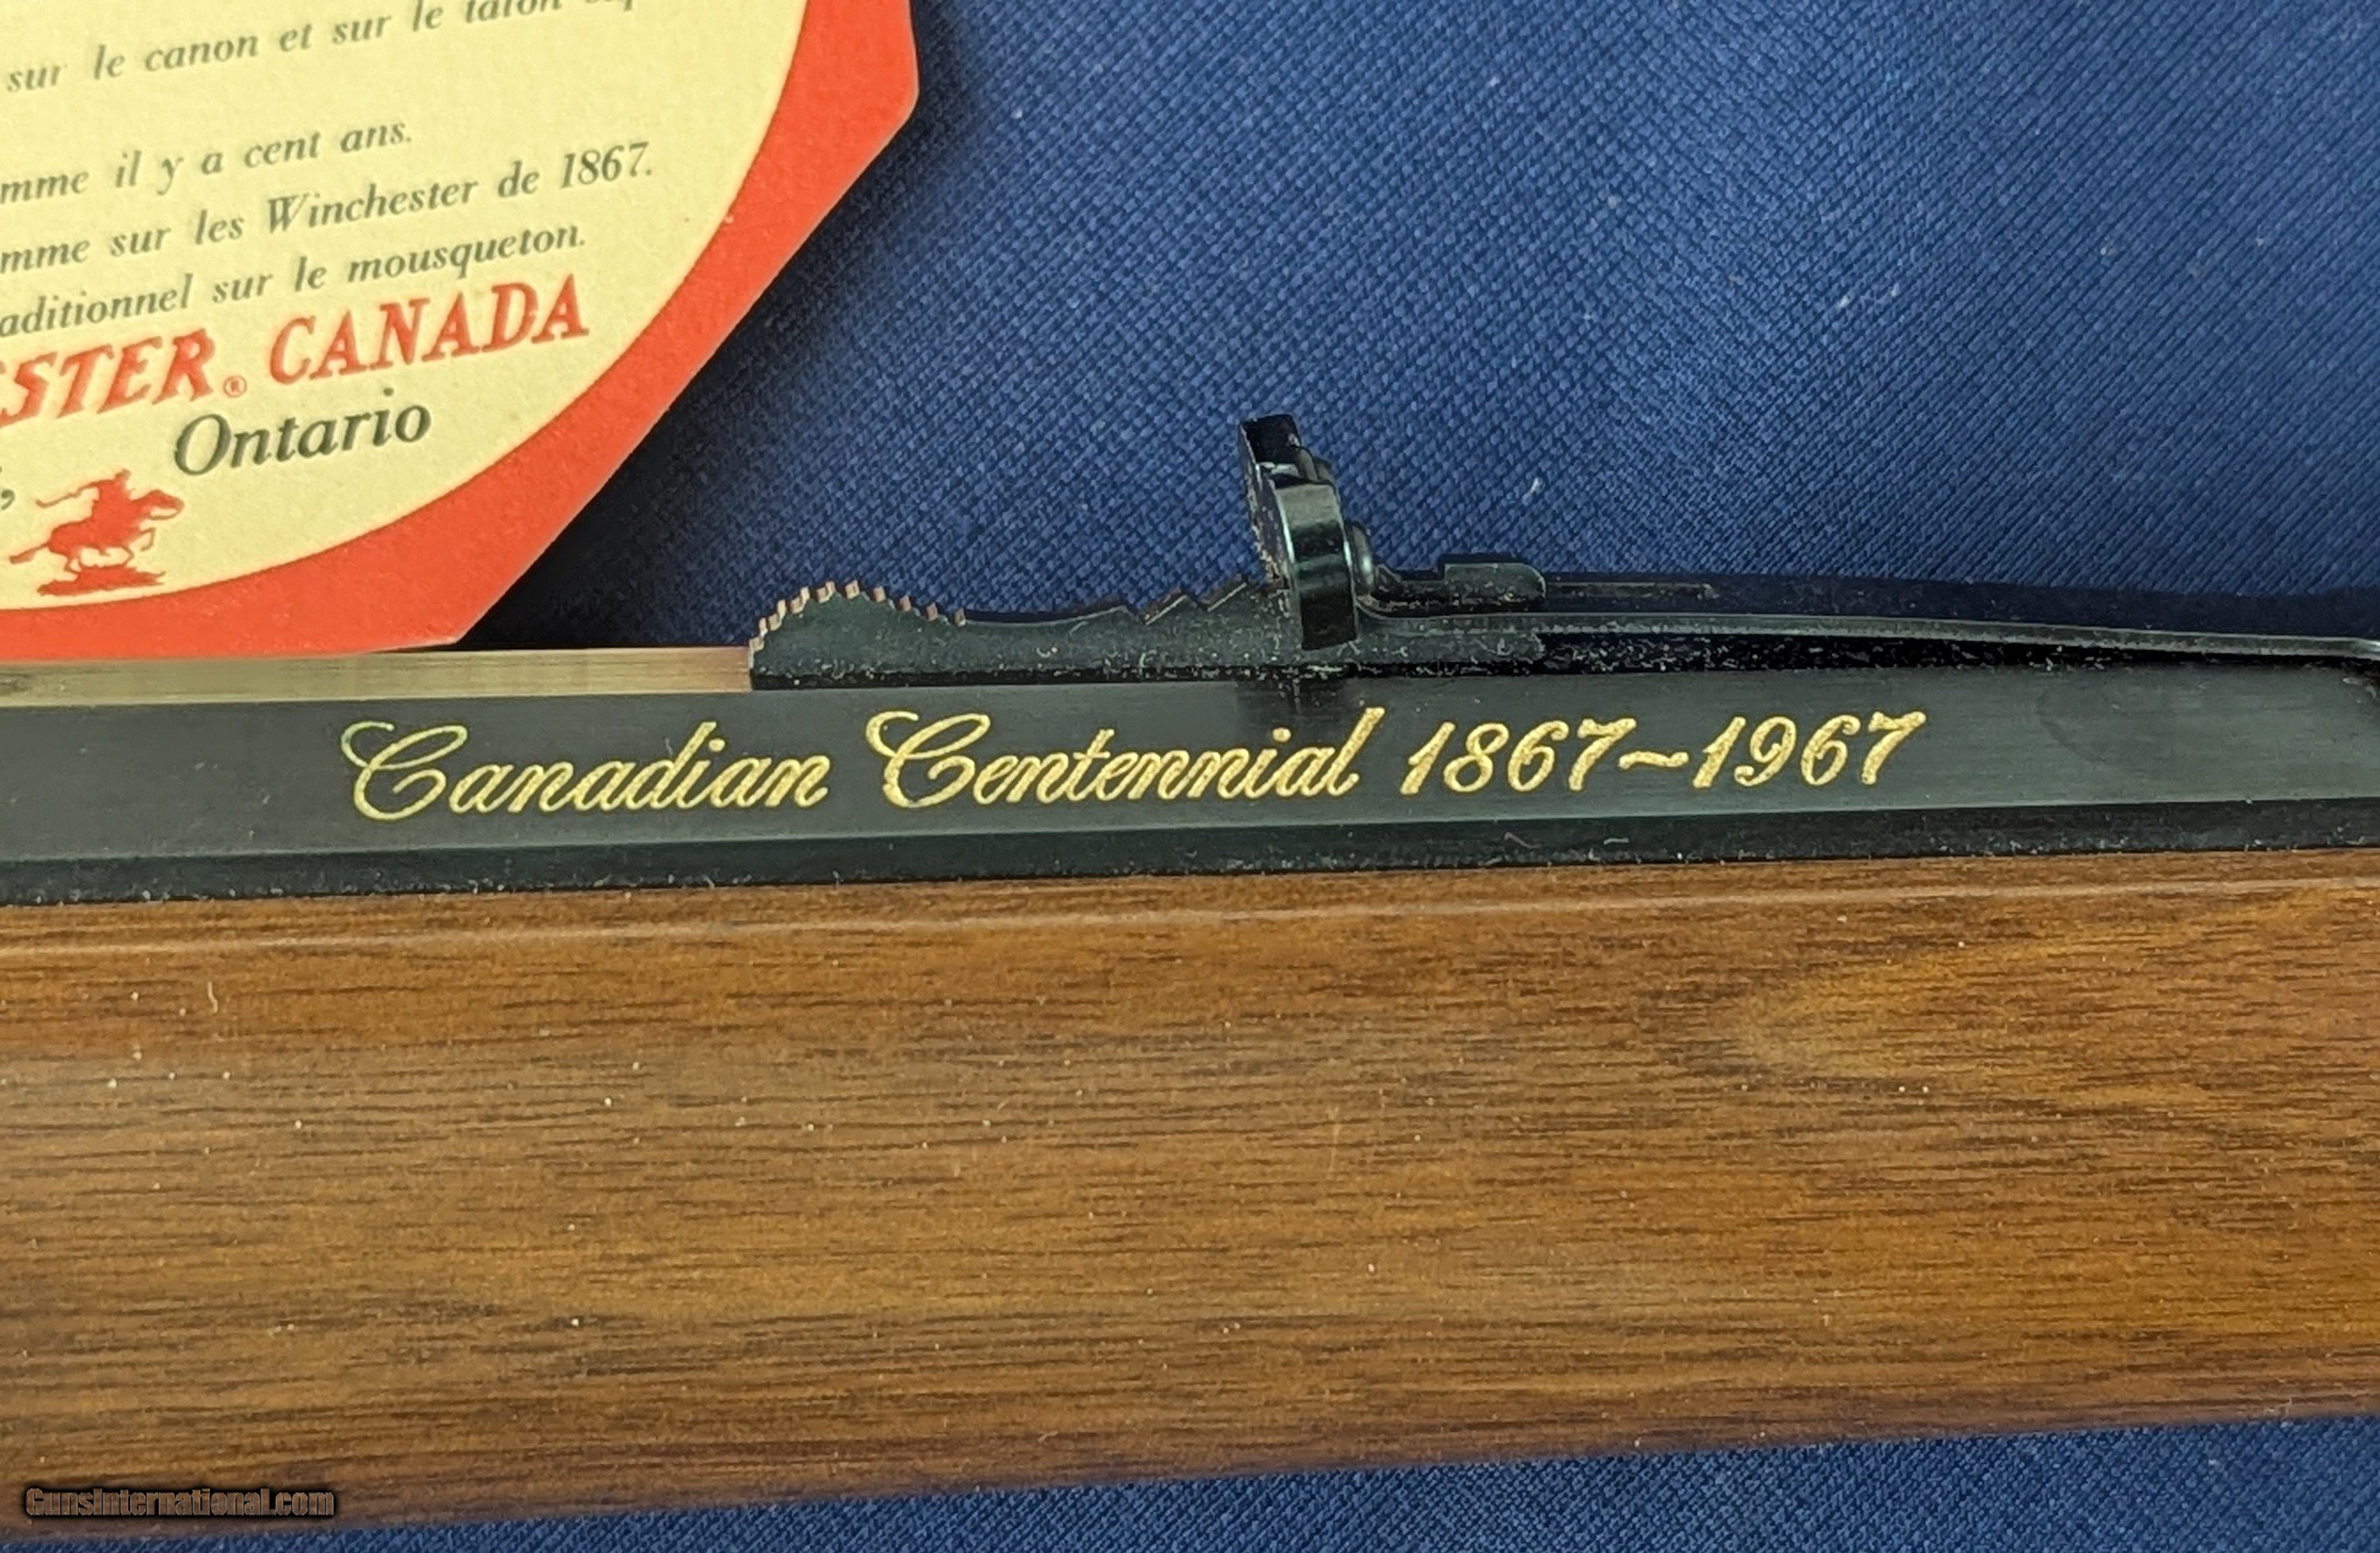 sur le canon et sur le talon
mme il y a cent ans.
mme sur les Winchester de 1867.
aditionnel sur le mousqueton.
STER® CANADA
, Ontario
Canadian Centennial 1867~1967
GunsInternational.com